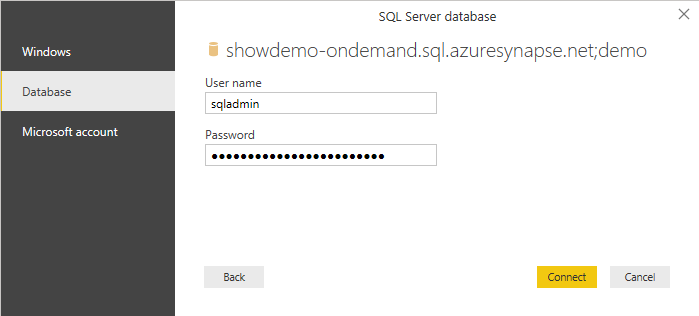 SQL Server database
Windows
Database
Microsoft account
showdemo-ondemand.sql.azuresynapse.net;demo
User name
sqladmin
Password
●●●●●●●●●●●●●●●●●●●●●●●●
Back
Connect
Cancel